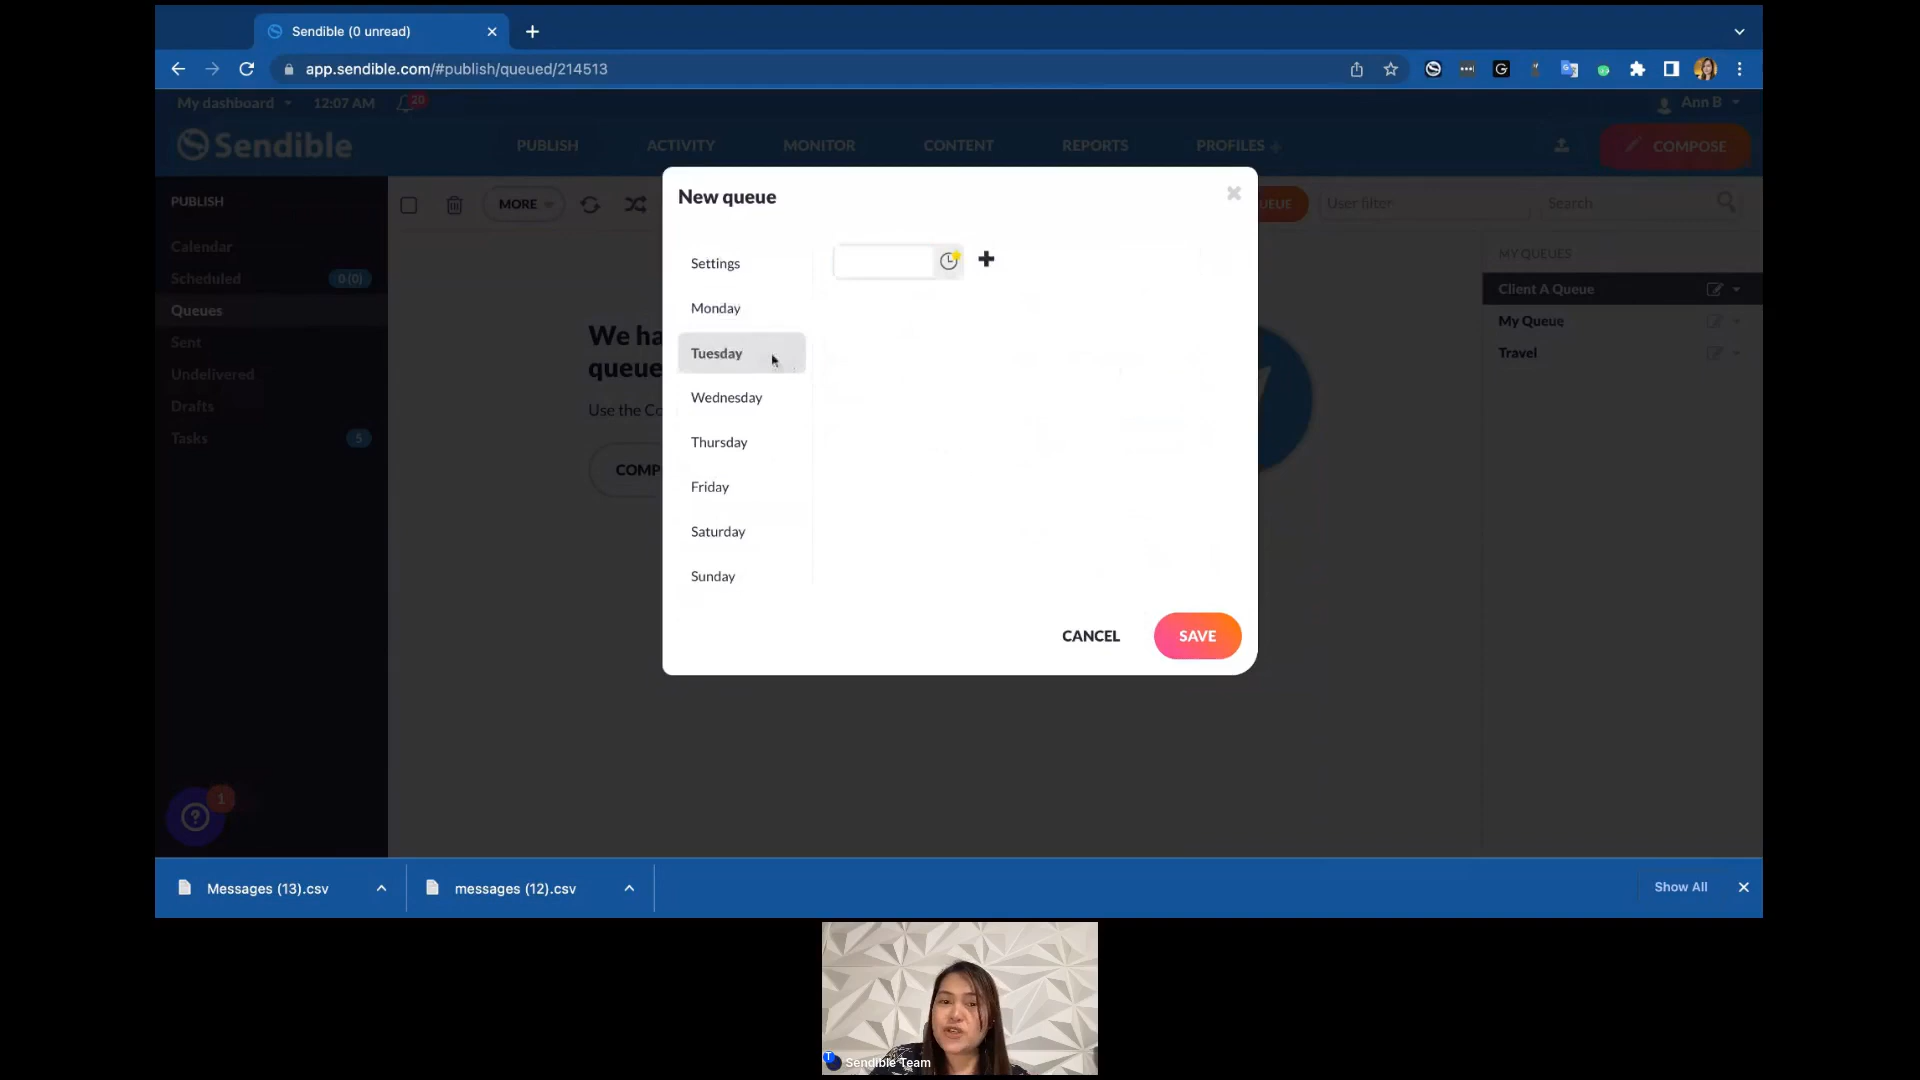 Sendible (0 unread)
app.sendible.com/#publish/queued/214513
My dashboard
12:07 AM
20
Ann B
Sendible
PUBLISH
ACTIVITY
MONITOR
CONTENT
REPORTS
PROFILES
COMPOSE
PUBLISH
Calendar
Scheduled
0 (0)
Queues
Sent
Undelivered
Drafts
Tasks
5
MORE
UEUE
User filter
Search
We ha
queue
Use the Co
COMP
MY QUEUES
Client A Queue
My Queue
Travel
New queue
Settings
Monday
Tuesday
Wednesday
Thursday
Friday
Saturday
Sunday
CANCEL
SAVE
1
Messages (13).csv
messages (12).csv
Show All
T
Sendible Team